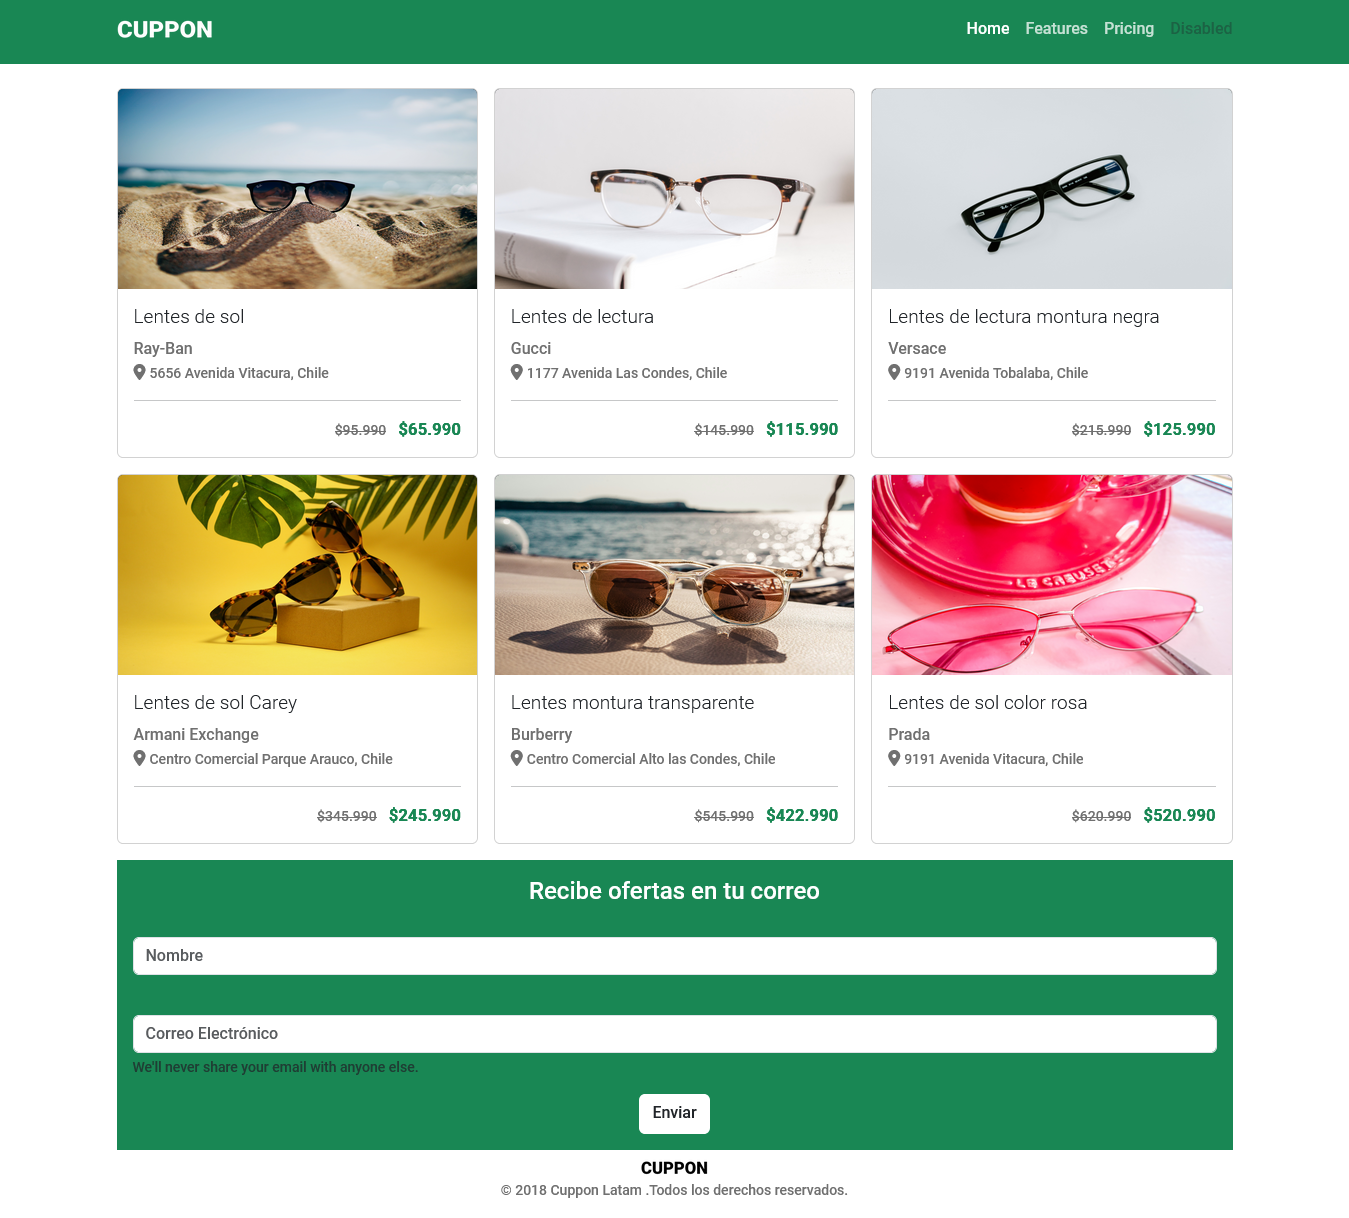 CUPPON
Home Features Pricing Disabled
Lentes de sol
Ray-Ban
5656 Avenida Vitacura, Chile
$95.990 $65.990
Lentes de lectura
Gucci
1177 Avenida Las Condes, Chile
$145.990 $115.990
Lentes de lectura montura negra
Versace
9191 Avenida Tobalaba, Chile
$215.990 $125.990
Lentes de sol Carey
Armani Exchange
Centro Comercial Parque Arauco, Chile
$345.990 $245.990
Lentes montura transparente
Burberry
Centro Comercial Alto las Condes, Chile
$545.990 $422.990
Lentes de sol color rosa
Prada
9191 Avenida Vitacura, Chile
$620.990 $520.990
Recibe ofertas en tu correo
Nombre
Correo Electrónico
We'll never share your email with anyone else.
Enviar
CUPPON
© 2018 Cuppon Latam .Todos los derechos reservados.